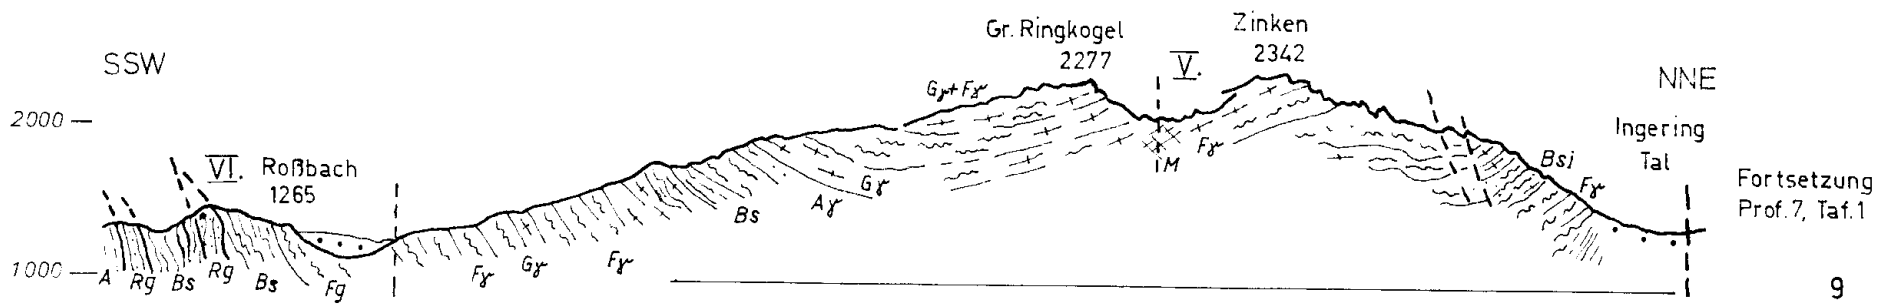 SSW
Gr. Ringkogel
2277
V.
Zinken
2342
NNE
2000
Gγ+Fγ
Ingering
Tal
VI.
Roßbach
1265
Bsi
Fγ
M
Fγ
Fortsetzung
Prof. 7, Taf. 1
Gγ
Aγ
Bs
1000
A Rg Bs Rg Bs Fg
Fγ Gγ Fγ
9